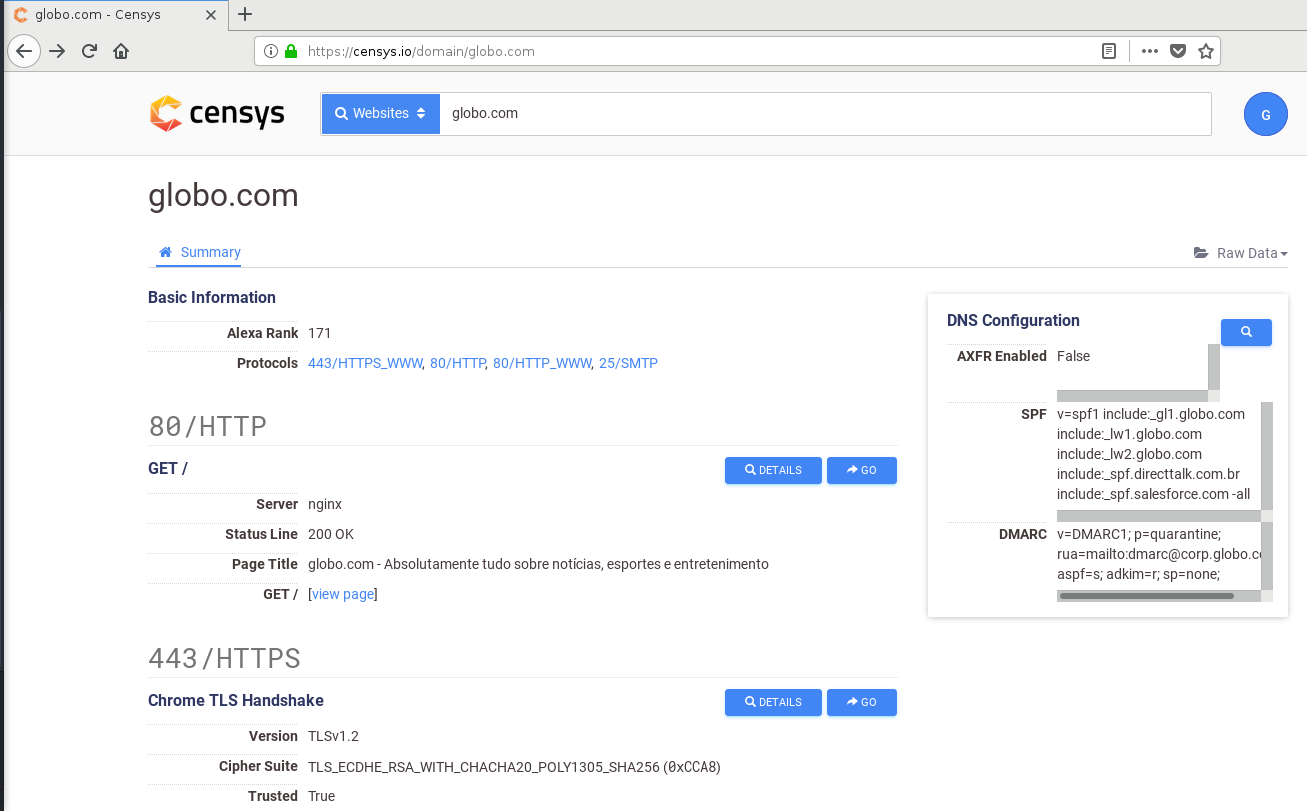 globo.com - Censys
https://censys.io/domain/globo.com
censys
Websites
globo.com
G
globo.com
Summary
Raw Data
Basic Information
Alexa Rank 171
Protocols 443/HTTPS_WWW, 80/HTTP, 80/HTTP_WWW, 25/SMTP
80/HTTP
GET /
DETAILS
GO
Server nginx
Status Line 200 OK
Page Title globo.com - Absolutamente tudo sobre notícias, esportes e entretenimento
GET / [view page]
443/HTTPS
Chrome TLS Handshake
DETAILS
GO
Version TLSv1.2
Cipher Suite TLS_ECDHE_RSA_WITH_CHACHA20_POLY1305_SHA256 (0xCCA8)
Trusted True
DNS Configuration
AXFR Enabled False
SPF v=spf1 include:_gl1.globo.com
include:_lw1.globo.com
include:_lw2.globo.com
include:_spf.directtalk.com.br
include:_spf.salesforce.com -all
DMARC v=DMARC1; p=quarantine;
rua=mailto:dmarc@corp.globo.c
aspf=s; adkim=r; sp=none;